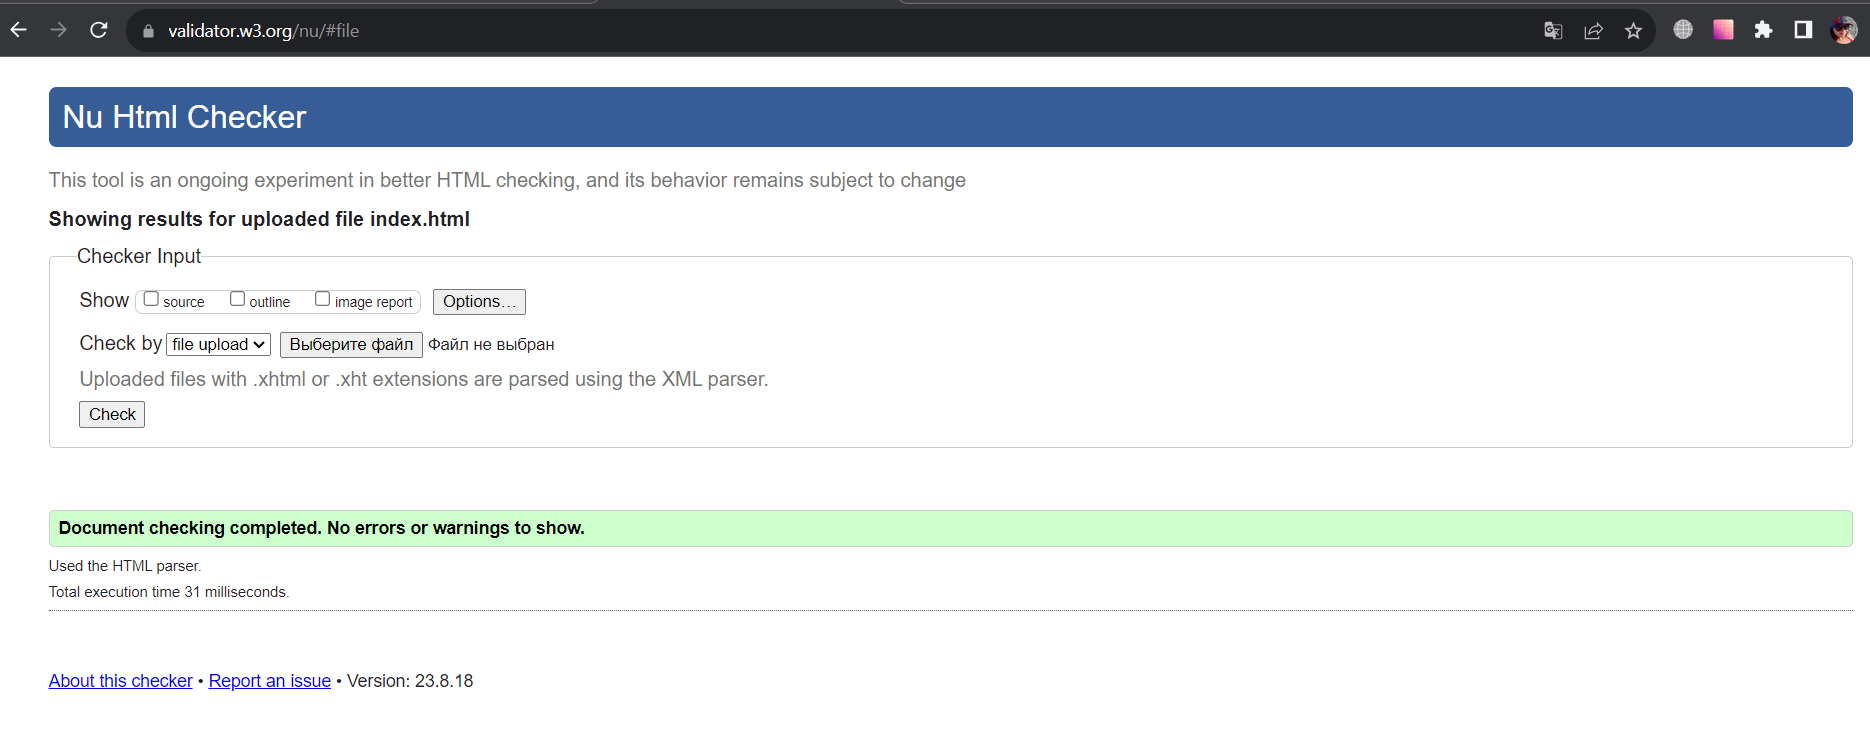 validator.w3.org/nu/#file
Nu Html Checker
This tool is an ongoing experiment in better HTML checking, and its behavior remains subject to change
Showing results for uploaded file index.html
Checker Input
Show source outline image report Options…
Check by file upload Выберите файл Файл не выбран
Uploaded files with .xhtml or .xht extensions are parsed using the XML parser.
Check
Document checking completed. No errors or warnings to show.
Used the HTML parser.
Total execution time 31 milliseconds.
About this checker • Report an issue • Version: 23.8.18